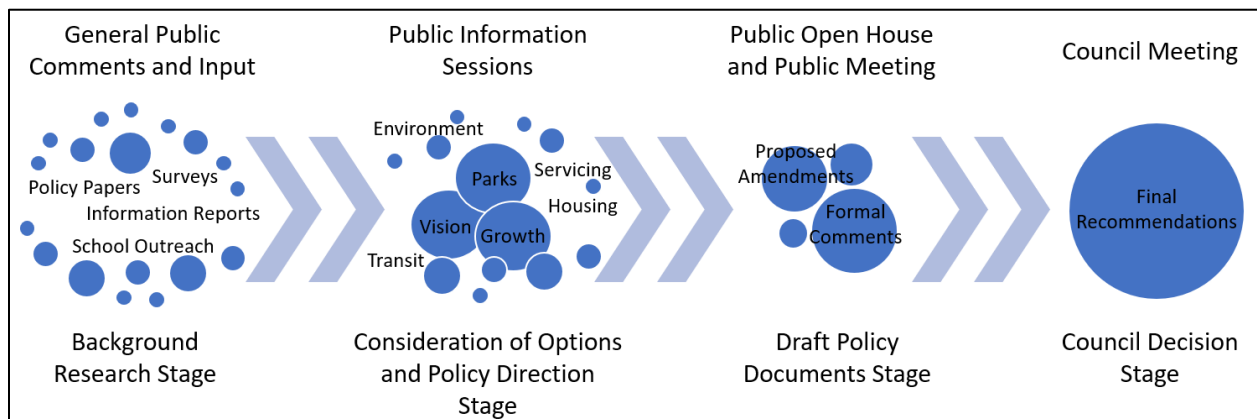 General Public
Comments and Input
Public Information
Sessions
Public Open House
and Public Meeting
Council Meeting
Policy Papers
Surveys
Information Reports
School Outreach
Environment
Parks
Servicing
Housing
Vision
Growth
Transit
Proposed
Amendments
Formal
Comments
Final
Recommendations
Background
Research Stage
Consideration of Options
and Policy Direction
Stage
Draft Policy
Documents Stage
Council Decision
Stage